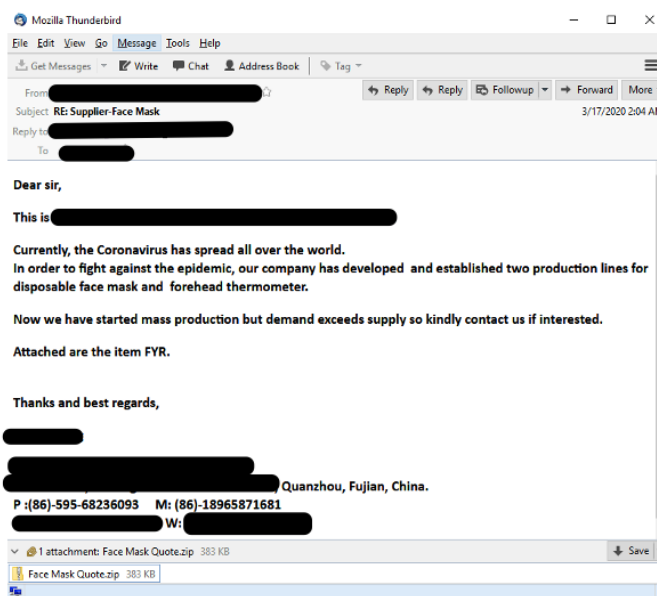 Mozilla Thunderbird
File Edit View Go Message Tools Help
Get Messages Write Chat Address Book Tag
From Reply Reply Followup Forward More
Subject RE: Supplier-Face Mask 3/17/2020 2:04 AM
Reply to
To
Dear sir,
This is
Currently, the Coronavirus has spread all over the world.
In order to fight against the epidemic, our company has developed and established two production lines for
disposable face mask and forehead thermometer.
Now we have started mass production but demand exceeds supply so kindly contact us if interested.
Attached are the item FYR.
Thanks and best regards,
, Quanzhou, Fujian, China.
P :(86)-595-68236093 M: (86)-18965871681
W:
1 attachment: Face Mask Quote.zip 383 KB Save
Face Mask Quote.zip 383 KB